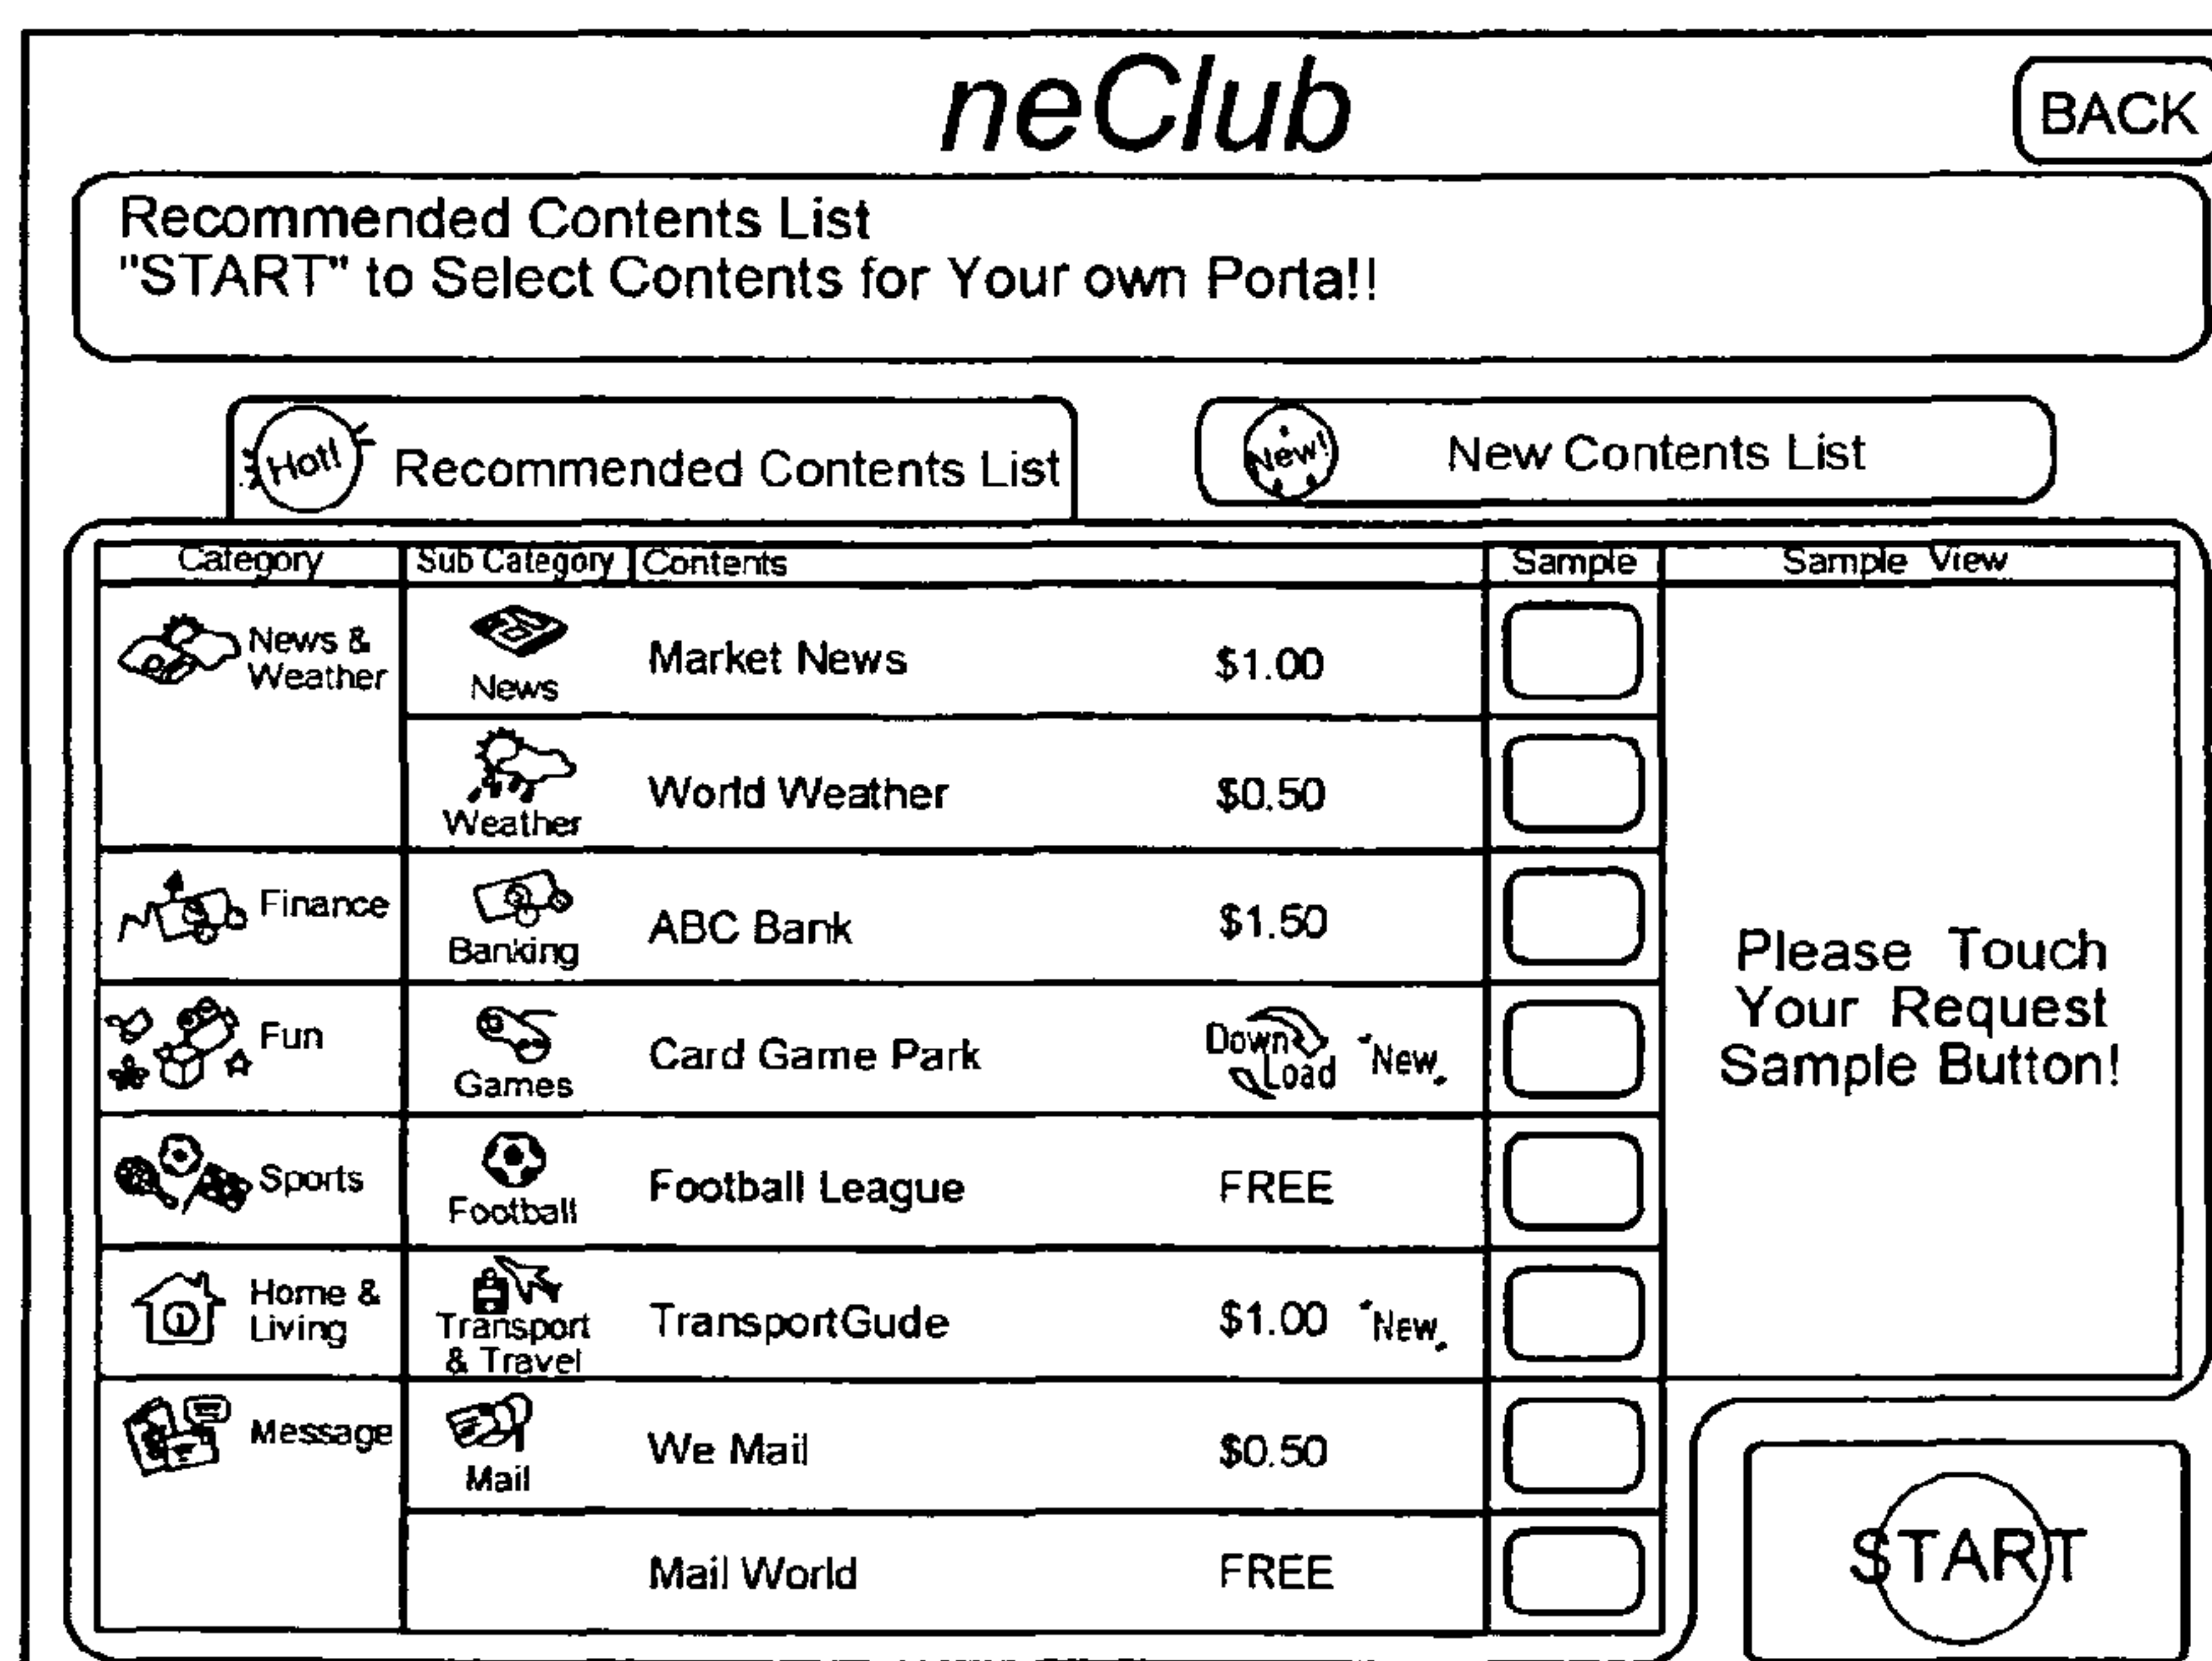 neClub
BACK
Recommended Contents List
"START" to Select Contents for Your own Porta!!
Hot! Recommended Contents List
New! New Contents List
Category Sub Category Contents Sample Sample View
News &
Weather
News
Market News $1.00
Weather
World Weather $0.50
Finance
Banking
ABC Bank $1.50
Fun
Games
Card Game Park
Down
Load
New
Sports
Football
Football League FREE
Home &
Living
Transport
& Travel
TransportGude $1.00 New
Message
Mail
We Mail $0.50
Mail World FREE
Please Touch
Your Request
Sample Button!
START